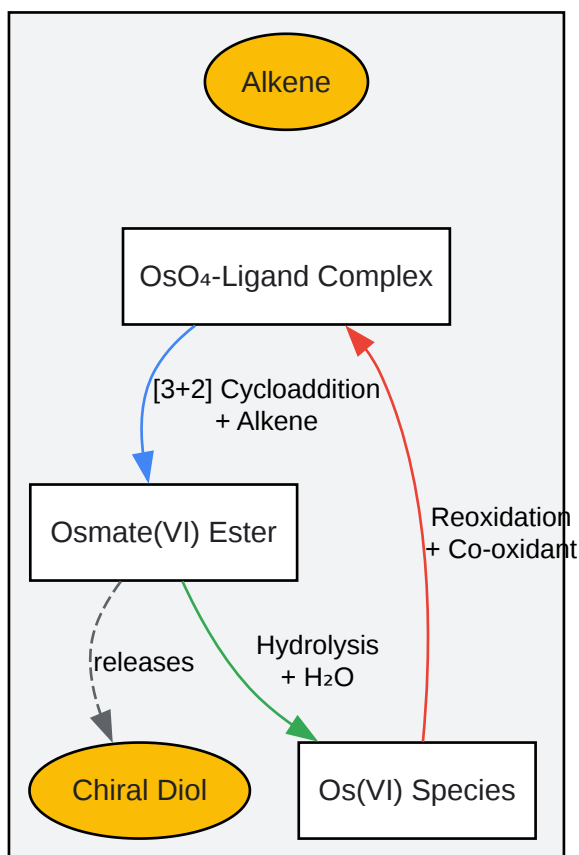 Alkene
OsO₄-Ligand Complex
[3+2] Cycloaddition
+ Alkene
Osmate(VI) Ester
Reoxidation
+ Co-oxidant
releases
Hydrolysis
+ H₂O
Chiral Diol
Os(VI) Species